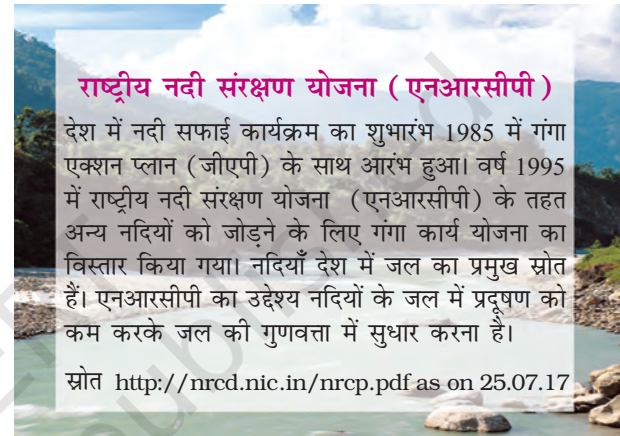 राष्ट्रीय नदी संरक्षण योजना ( एनआरसीपी )
देश में नदी सफाई कार्यक्रम का शुभारंभ 1985 में गंगा
एक्शन प्लान (जीएपी) के साथ आरंभ हुआ। वर्ष 1995
में राष्ट्रीय नदी संरक्षण योजना (एनआरसीपी) के तहत
अन्य नदियों को जोड़ने के लिए गंगा कार्य योजना का
विस्तार किया गया। नदियाँ देश में जल का प्रमुख स्रोत
हैं। एनआरसीपी का उद्देश्य नदियों के जल में प्रदूषण को
कम करके जल की गुणवत्ता में सुधार करना है।
स्रोत http://nrcd.nic.in/nrcp.pdf as on 25.07.17